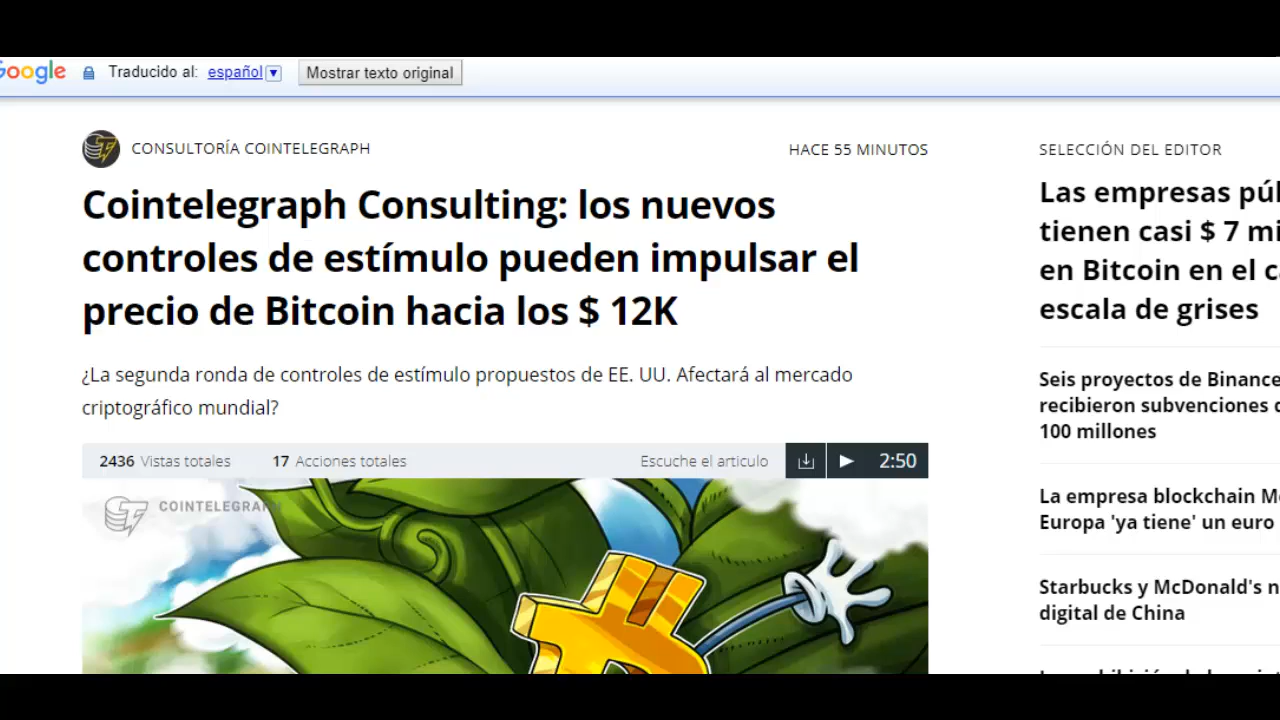 Google Traducido al: español Mostrar texto original
CONSULTORÍA COINTELEGRAPH
HACE 55 MINUTOS
Cointelegraph Consulting: los nuevos
controles de estímulo pueden impulsar el
precio de Bitcoin hacia los $ 12K
¿La segunda ronda de controles de estímulo propuestos de EE. UU. Afectará al mercado
criptográfico mundial?
2436 Vistas totales 17 Acciones totales Escuche el articulo 2:50
COINTELEGRAPH
SELECCIÓN DEL EDITOR
Las empresas púl
tienen casi $ 7 mi
en Bitcoin en el ca
escala de grises
Seis proyectos de Binance
recibieron subvenciones d
100 millones
La empresa blockchain Mo
Europa 'ya tiene' un euro
Starbucks y McDonald's n
digital de China